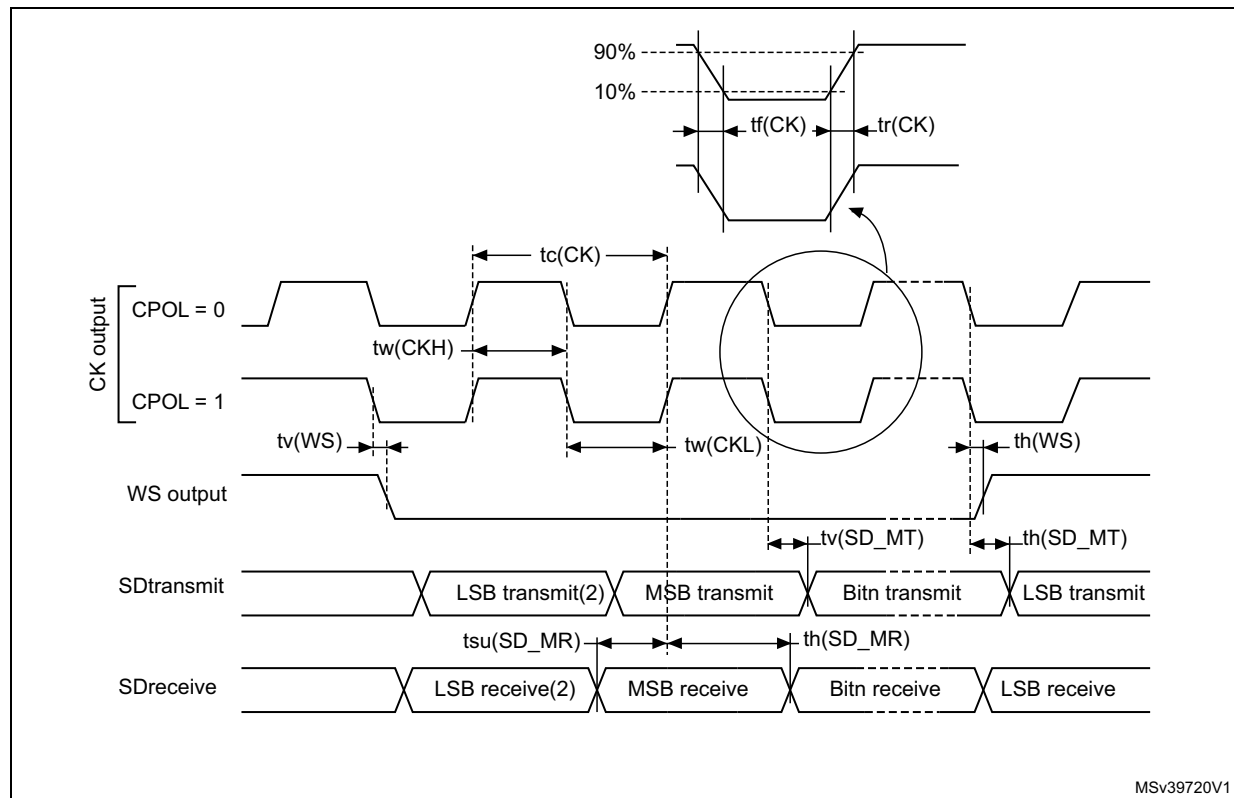 90%
10%
tf(CK)
tr(CK)
tc(CK)
CK output
CPOL = 0
tw(CKH)
CPOL = 1
tv(WS)
tw(CKL)
th(WS)
WS output
tv(SD_MT)
th(SD_MT)
SDtransmit
LSB transmit(2)
MSB transmit
Bitn transmit
LSB transmit
tsu(SD_MR)
th(SD_MR)
SDreceive
LSB receive(2)
MSB receive
Bitn receive
LSB receive
MSv39720V1